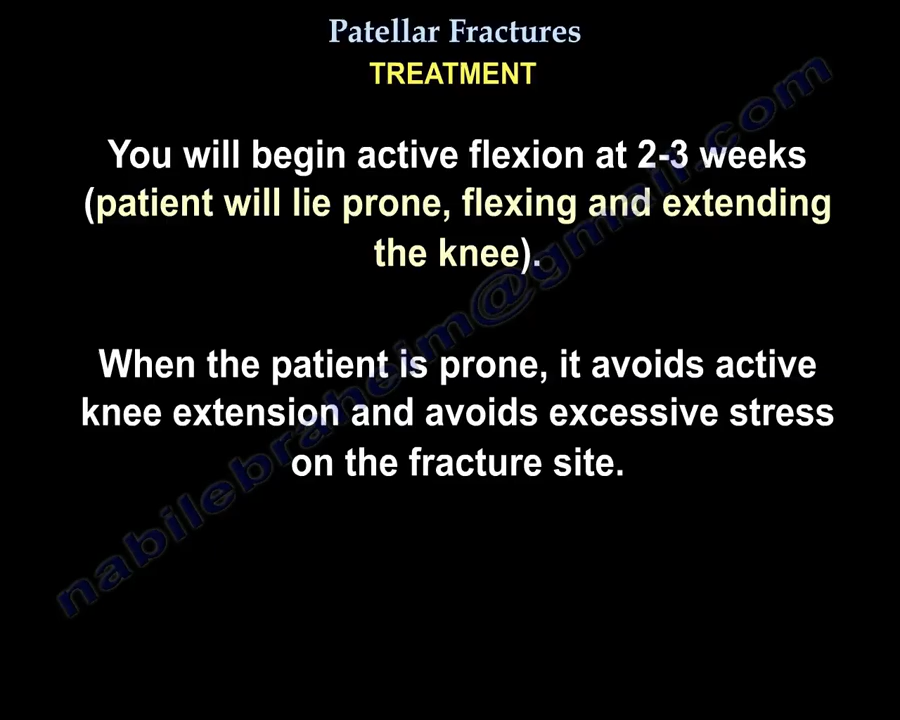 Patellar Fractures
TREATMENT
You will begin active flexion at 2-3 weeks
(patient will lie prone, flexing and extending
the knee).
When the patient is prone, it avoids active
knee extension and avoids excessive stress
on the fracture site.
nabilebraheim@gmail.com